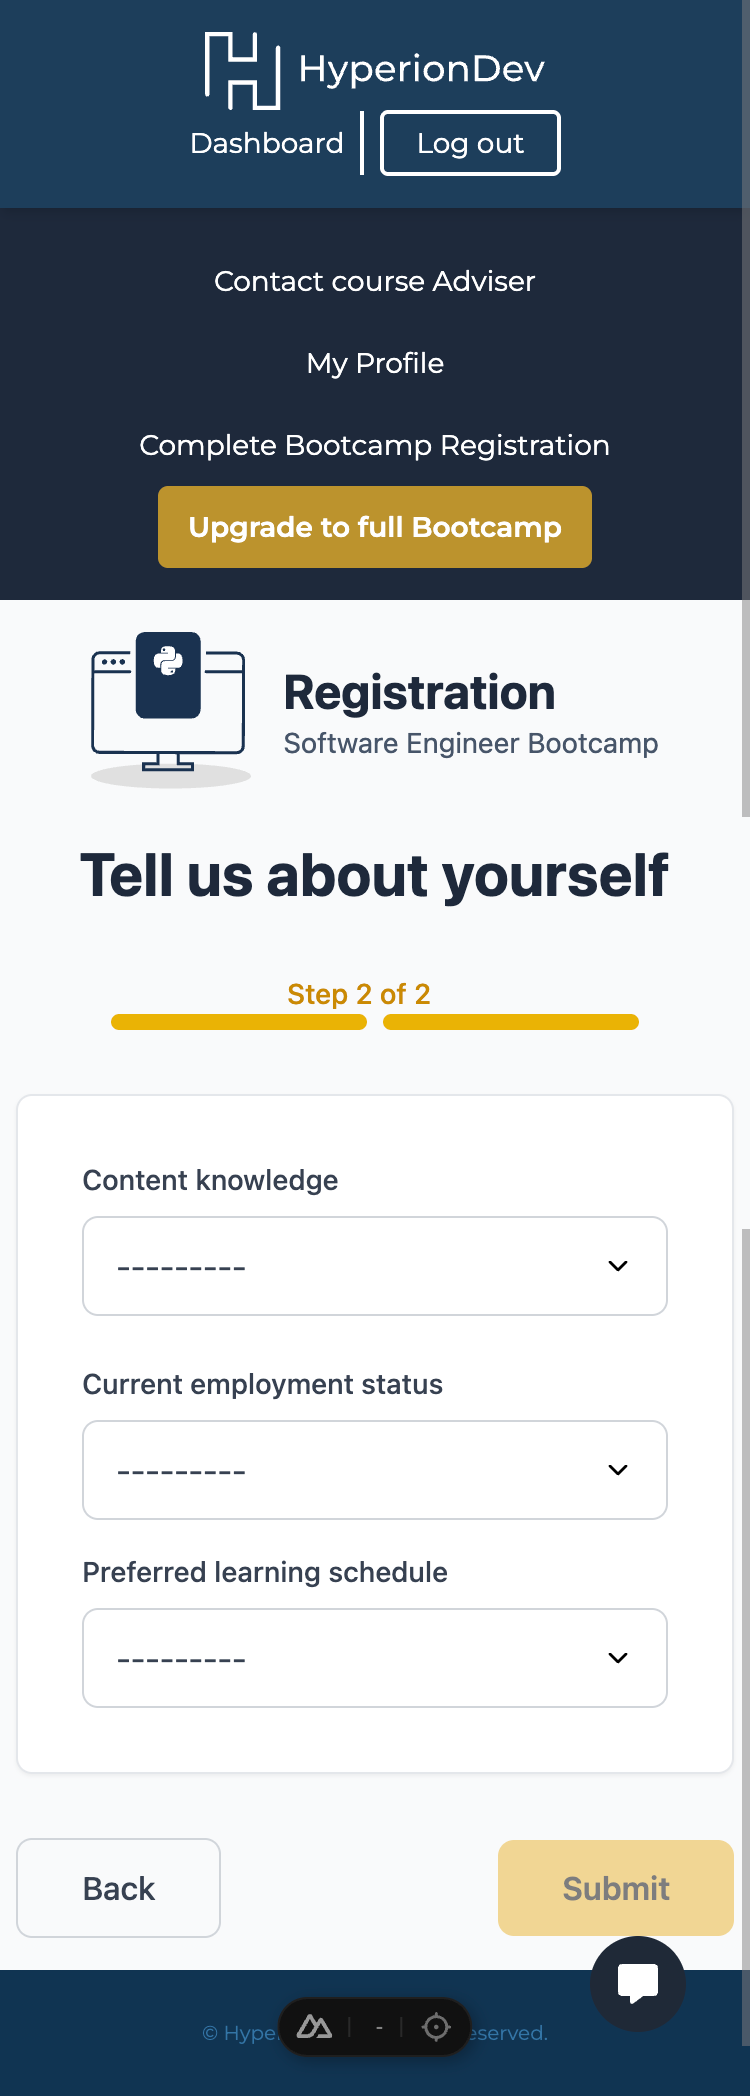 HyperionDev
Dashboard
Log out
Contact course Adviser
My Profile
Complete Bootcamp Registration
Upgrade to full Bootcamp
Registration
Software Engineer Bootcamp
Tell us about yourself
Step 2 of 2
Content knowledge
---------
Current employment status
---------
Preferred learning schedule
---------
Back
Submit
© Hype
eserved.
-